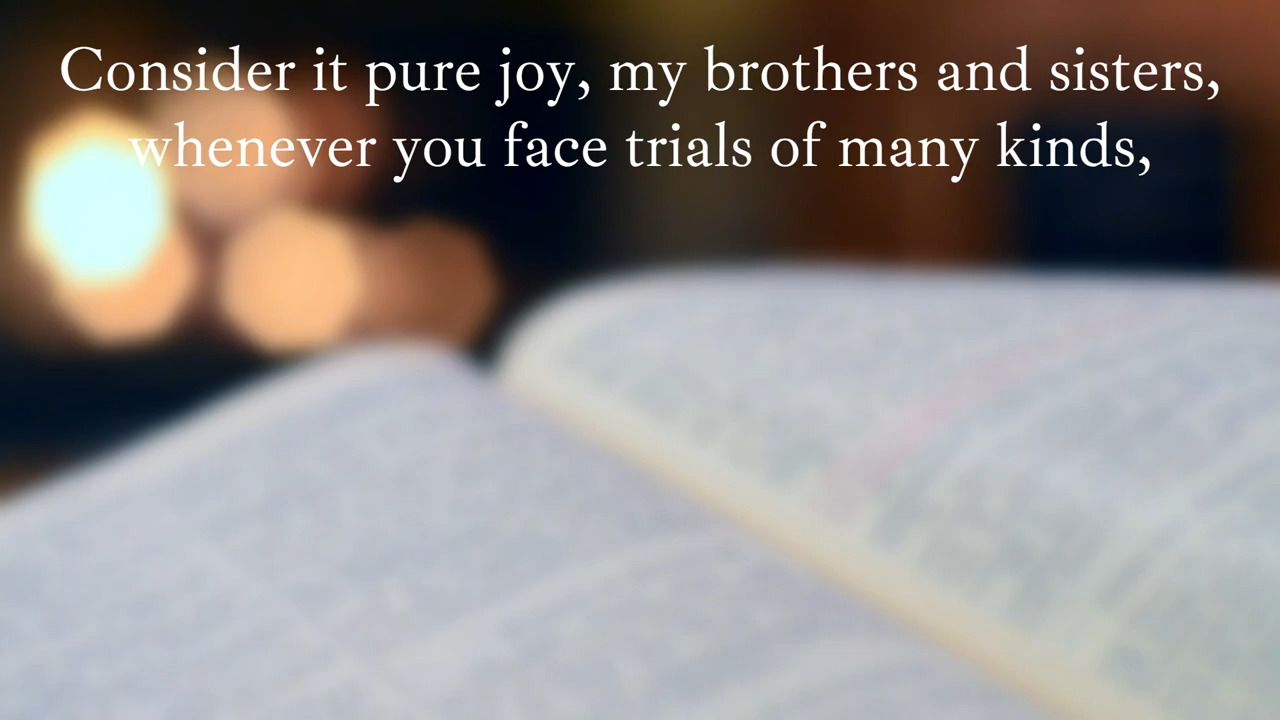 Consider it pure joy, my brothers and sisters,
whenever you face trials of many kinds,